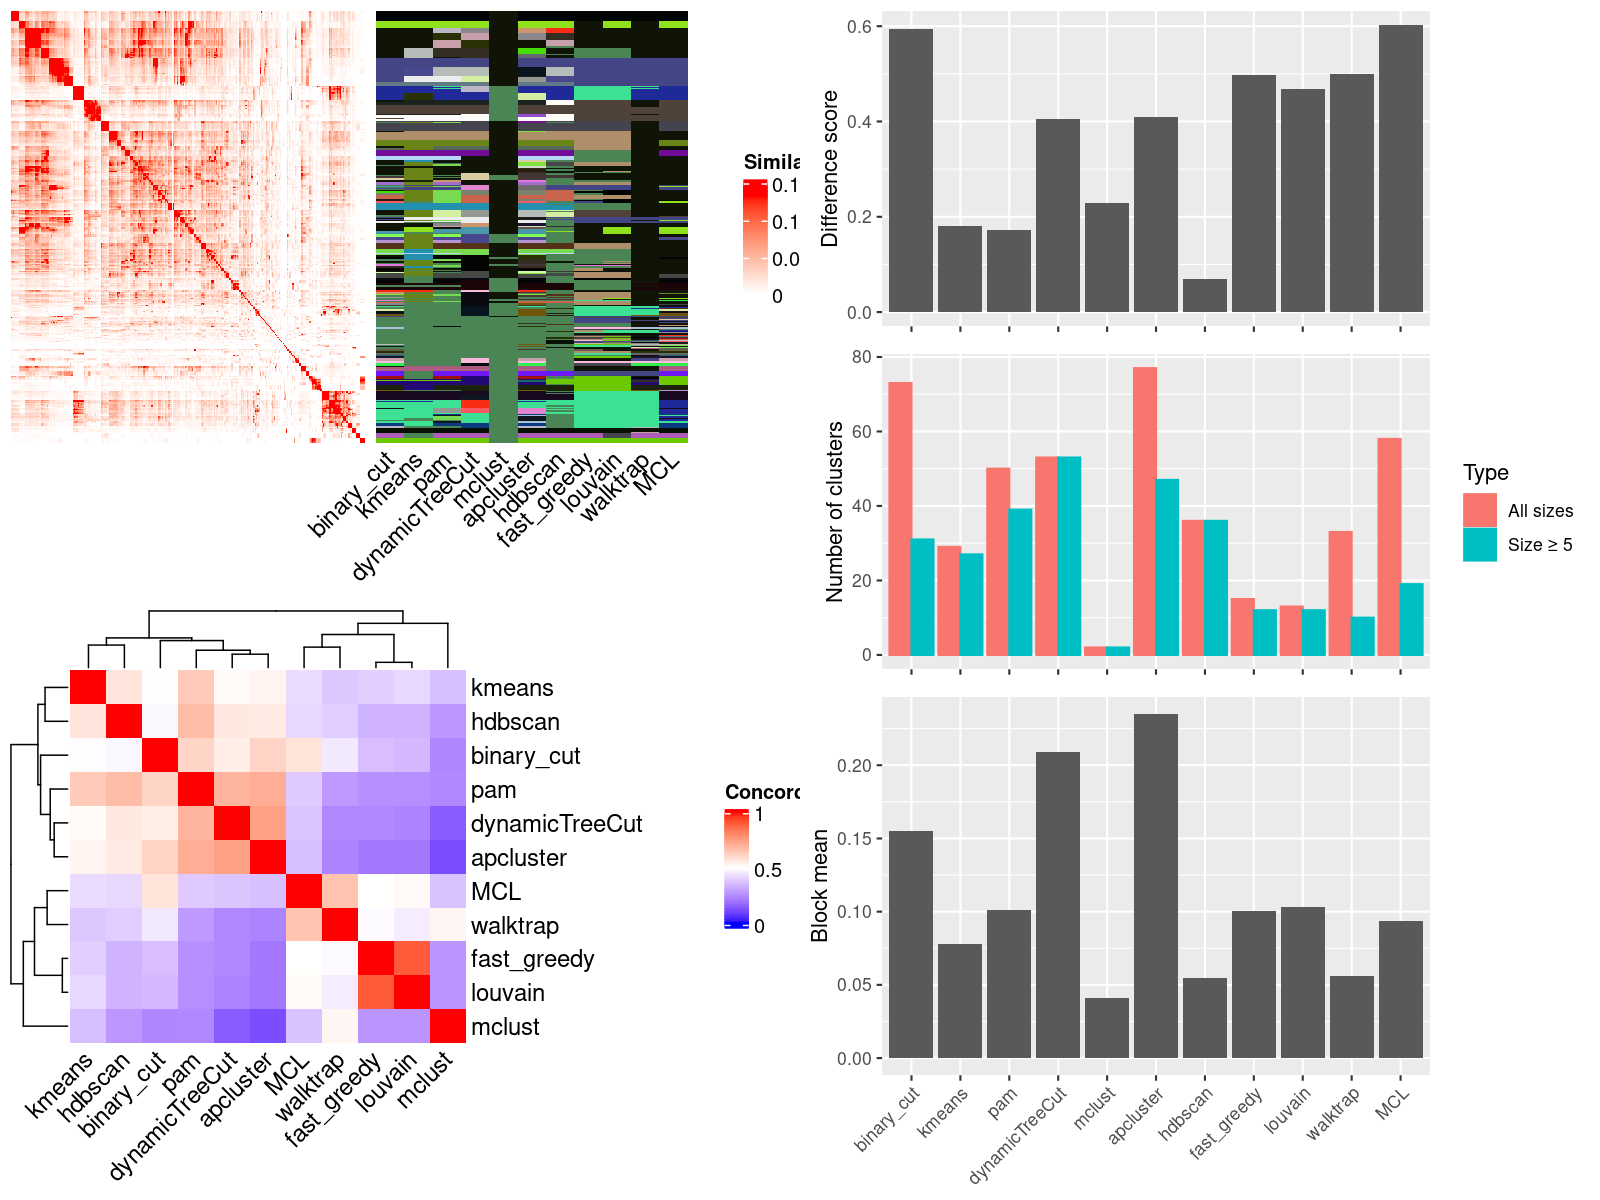 Simila
0.1
0.1
0.0
0
binary_cut
kmeans
pam
dynamicTreeCut
mclust
apcluster
hdbscan
fast_greedy
louvain
walktrap
MCL
kmeans
hdbscan
binary_cut
pam
dynamicTreeCut
apcluster
MCL
walktrap
fast_greedy
louvain
mclust
Concord
1
0.5
0
kmeans
hdbscan
binary_cut
pam
dynamicTreeCut
apcluster
MCL
walktrap
fast_greedy
louvain
mclust
Difference score
0.6
0.4
0.2
0.0
Number of clusters
80
60
40
20
0
Type
All sizes
Size ≥ 5
Block mean
0.20
0.15
0.10
0.05
0.00
binary_cut
kmeans
pam
dynamicTreeCut
mclust
apcluster
hdbscan
fast_greedy
louvain
walktrap
MCL